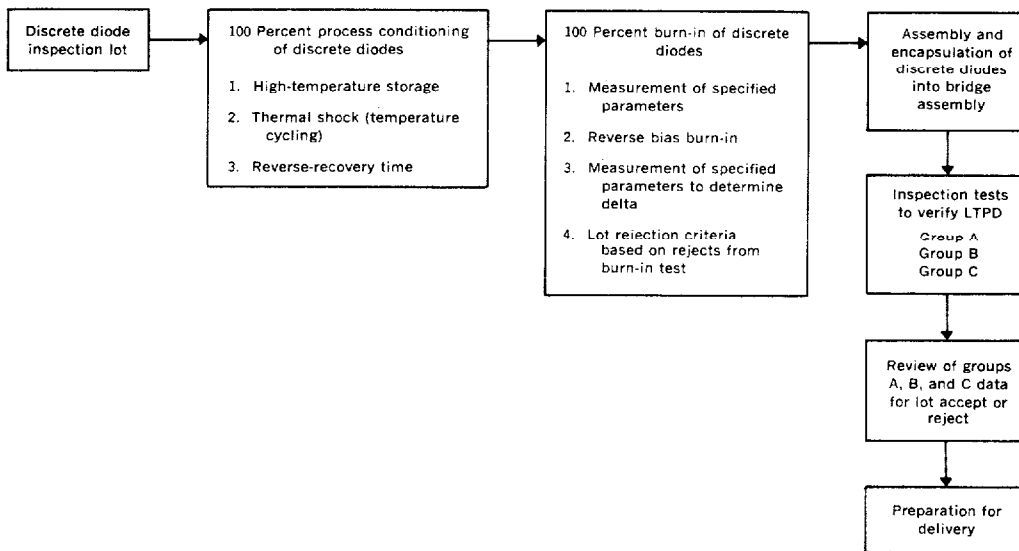 Discrete diode
inspection lot
100 Percent process conditioning
of discrete diodes
1. High-temperature storage
2. Thermal shock (temperature
cycling)
3. Reverse-recovery time
100 Percent burn-in of discrete
diodes
1. Measurement of specified
parameters
2. Reverse bias burn-in
3. Measurement of specified
parameters to determine
delta
4. Lot rejection criteria
based on rejects from
burn-in test
Assembly and
encapsulation of
discrete diodes
into bridge
assembly
Inspection tests
to verify LTPD
Group A
Group B
Group C
Review of groups
A, B, and C data
for lot accept or
reject
Preparation for
delivery